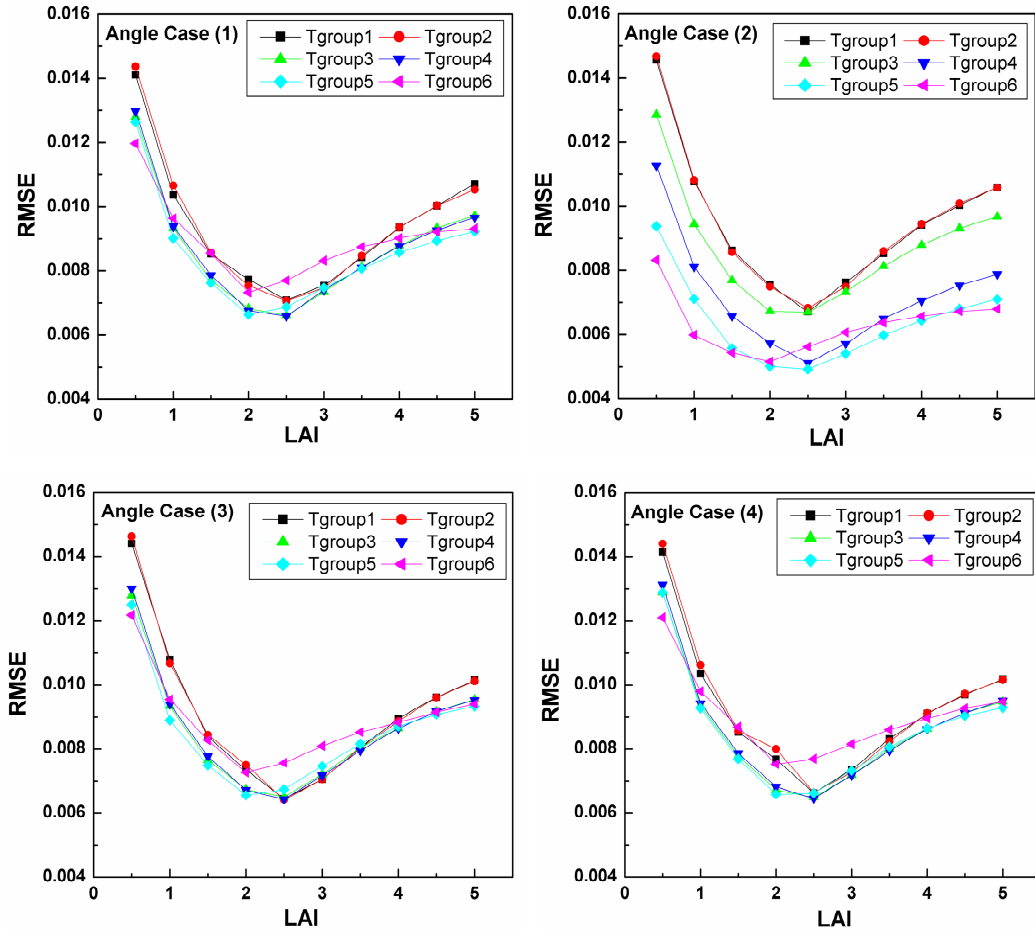 Angle Case (1)
Tgroup1 Tgroup2
Tgroup3 Tgroup4
Tgroup5 Tgroup6
0.016
0.014
0.012
0.010
0.008
0.006
0.004
RMSE
0 1 2 3 4 5
LAI
Angle Case (2)
Tgroup1 Tgroup2
Tgroup3 Tgroup4
Tgroup5 Tgroup6
0.016
0.014
0.012
0.010
0.008
0.006
0.004
RMSE
0 1 2 3 4 5
LAI
Angle Case (3)
Tgroup1 Tgroup2
Tgroup3 Tgroup4
Tgroup5 Tgroup6
0.016
0.014
0.012
0.010
0.008
0.006
0.004
RMSE
0 1 2 3 4 5
LAI
Angle Case (4)
Tgroup1 Tgroup2
Tgroup3 Tgroup4
Tgroup5 Tgroup6
0.016
0.014
0.012
0.010
0.008
0.006
0.004
RMSE
0 1 2 3 4 5
LAI